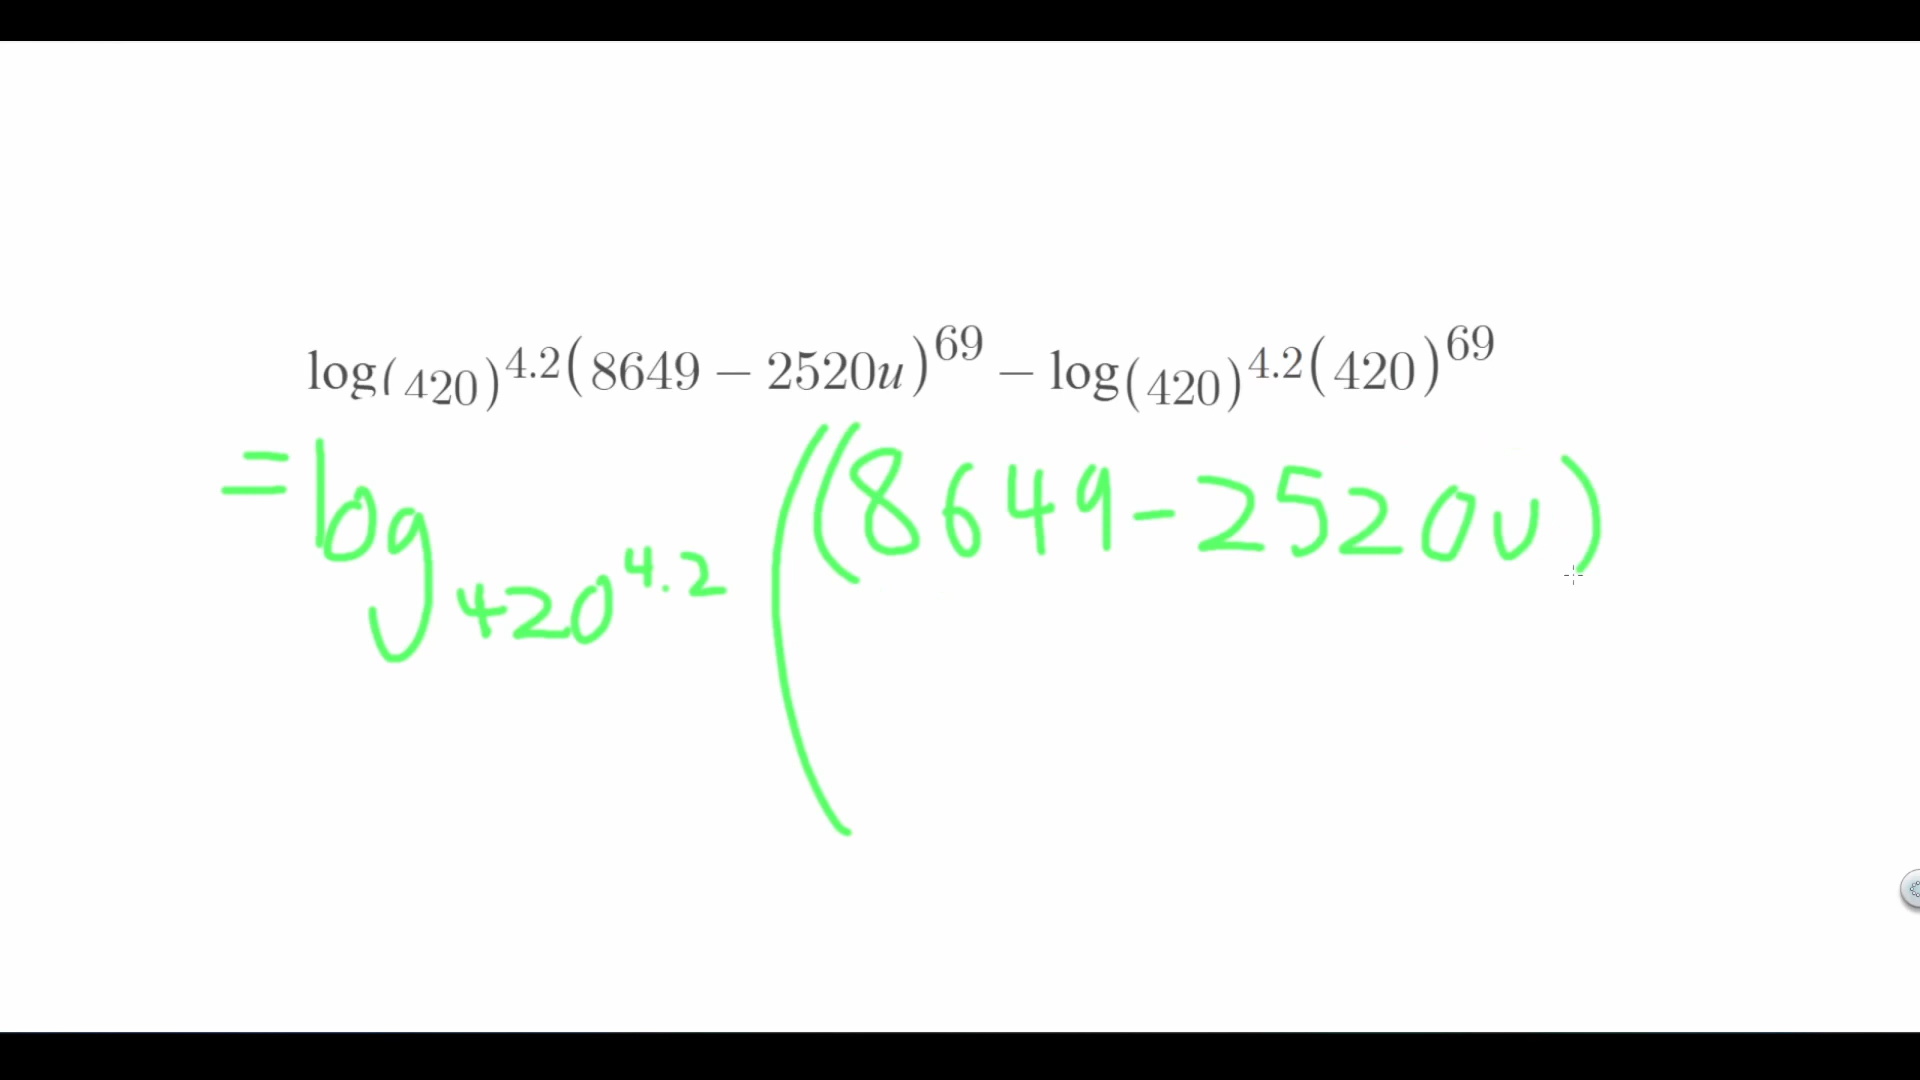 log(420)^4.2(8649 − 2520u)^69 − log(420)^4.2(420)^69
= log420^4.2((8649-2520u)